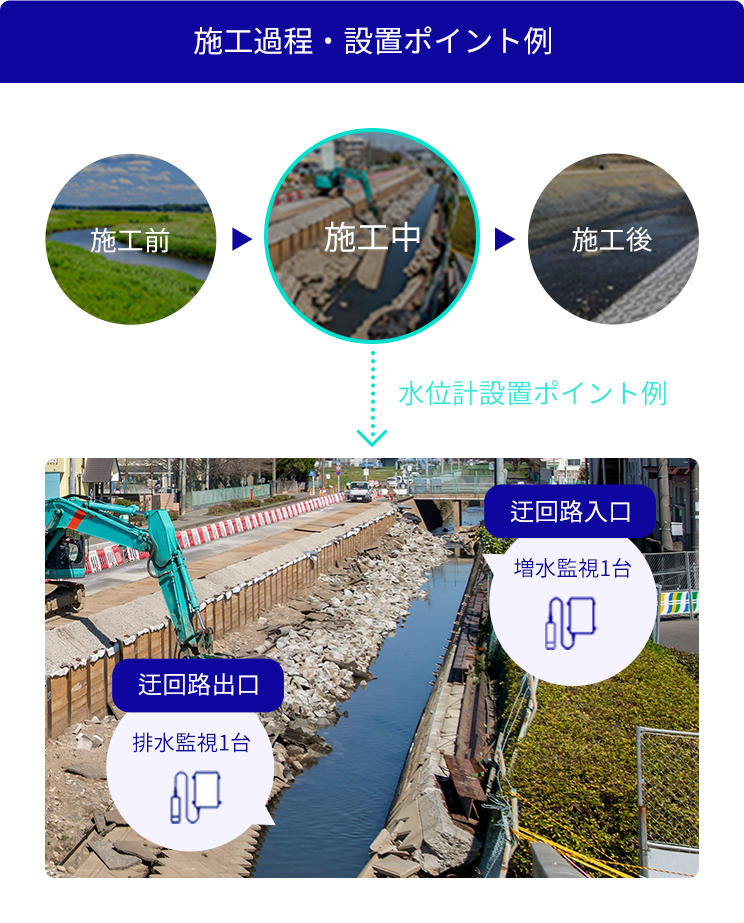 施工過程・設置ポイント例
施工前
施工中
施工後
水位計設置ポイント例
迂回路入口
増水監視1台
迂回路出口
排水監視1台